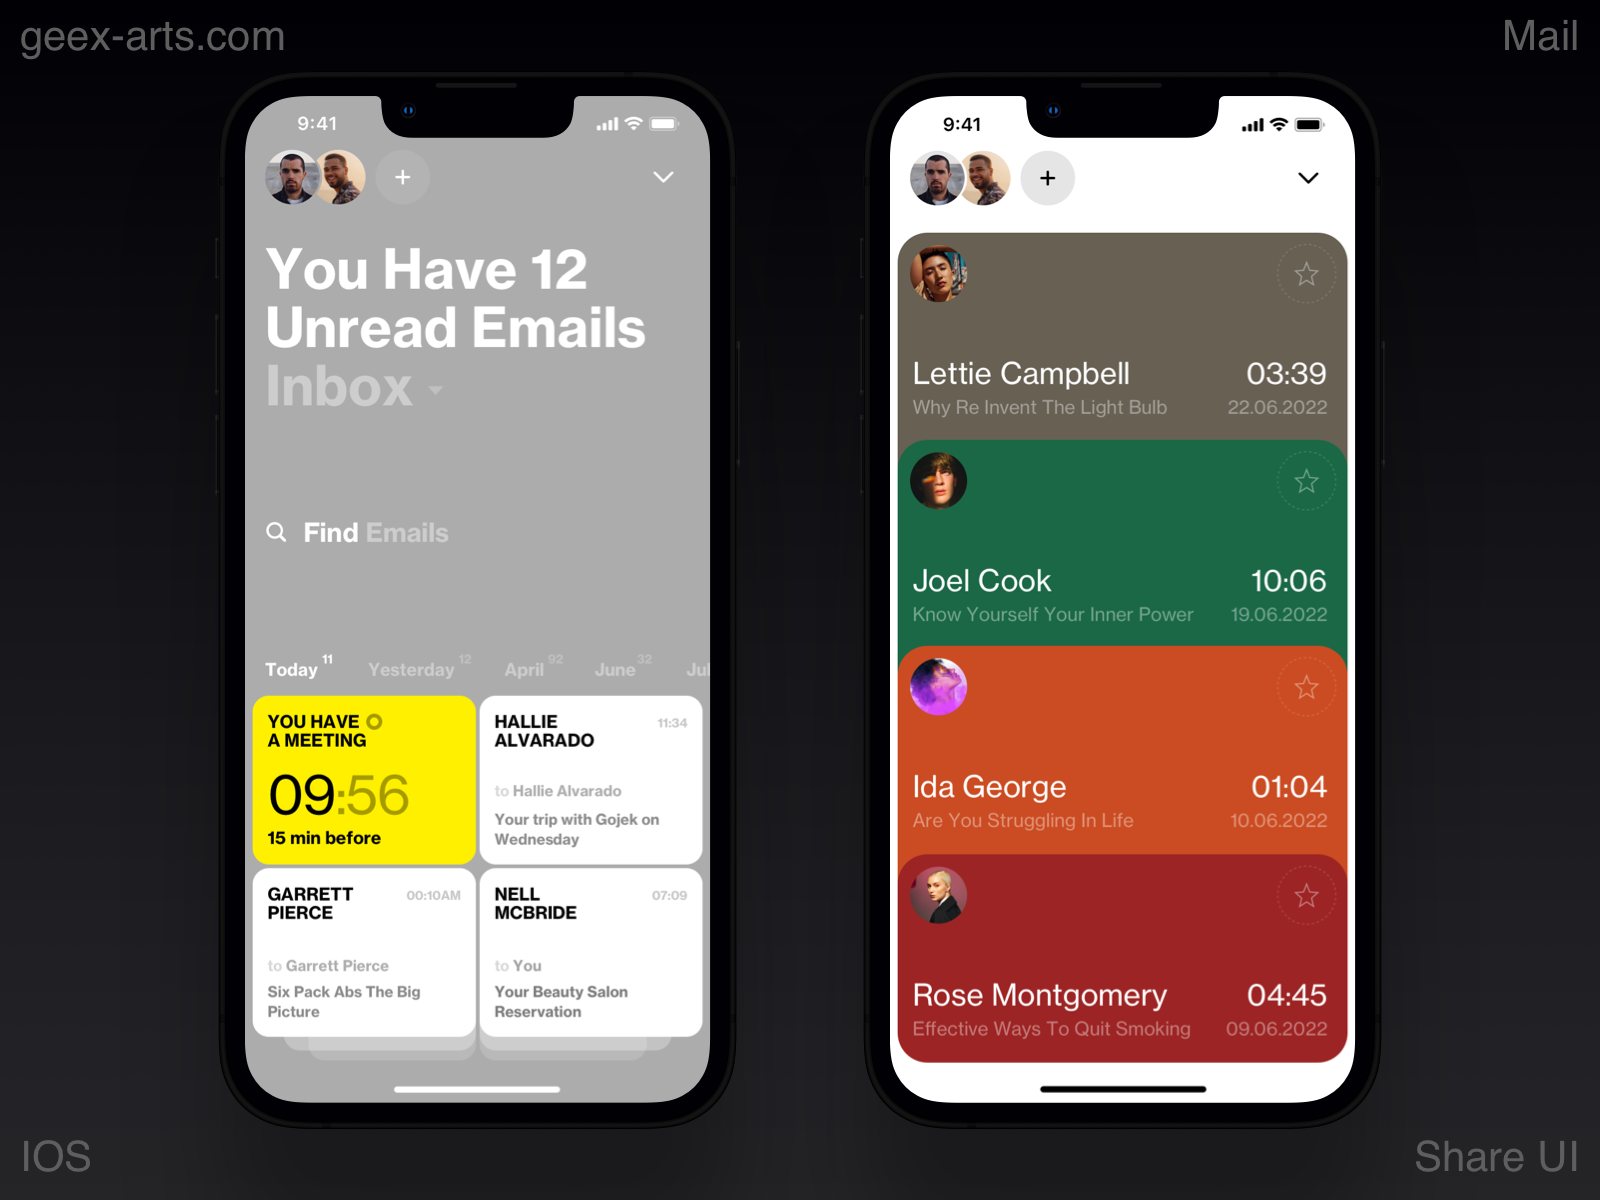 geex-arts.com
Mail
9:41
You Have 12
Unread Emails
Inbox
Find Emails
Today 11 Yesterday 12 April 92 June 32 Jul
YOU HAVE
A MEETING
09:56
15 min before
HALLIE
ALVARADO
11:34
to Hallie Alvarado
Your trip with Gojek on
Wednesday
GARRETT
PIERCE
00:10AM
to Garrett Pierce
Six Pack Abs The Big
Picture
NELL
MCBRIDE
07:09
to You
Your Beauty Salon
Reservation
9:41
Lettie Campbell 03:39
Why Re Invent The Light Bulb 22.06.2022
Joel Cook 10:06
Know Yourself Your Inner Power 19.06.2022
Ida George 01:04
Are You Struggling In Life 10.06.2022
Rose Montgomery 04:45
Effective Ways To Quit Smoking 09.06.2022
IOS
Share UI